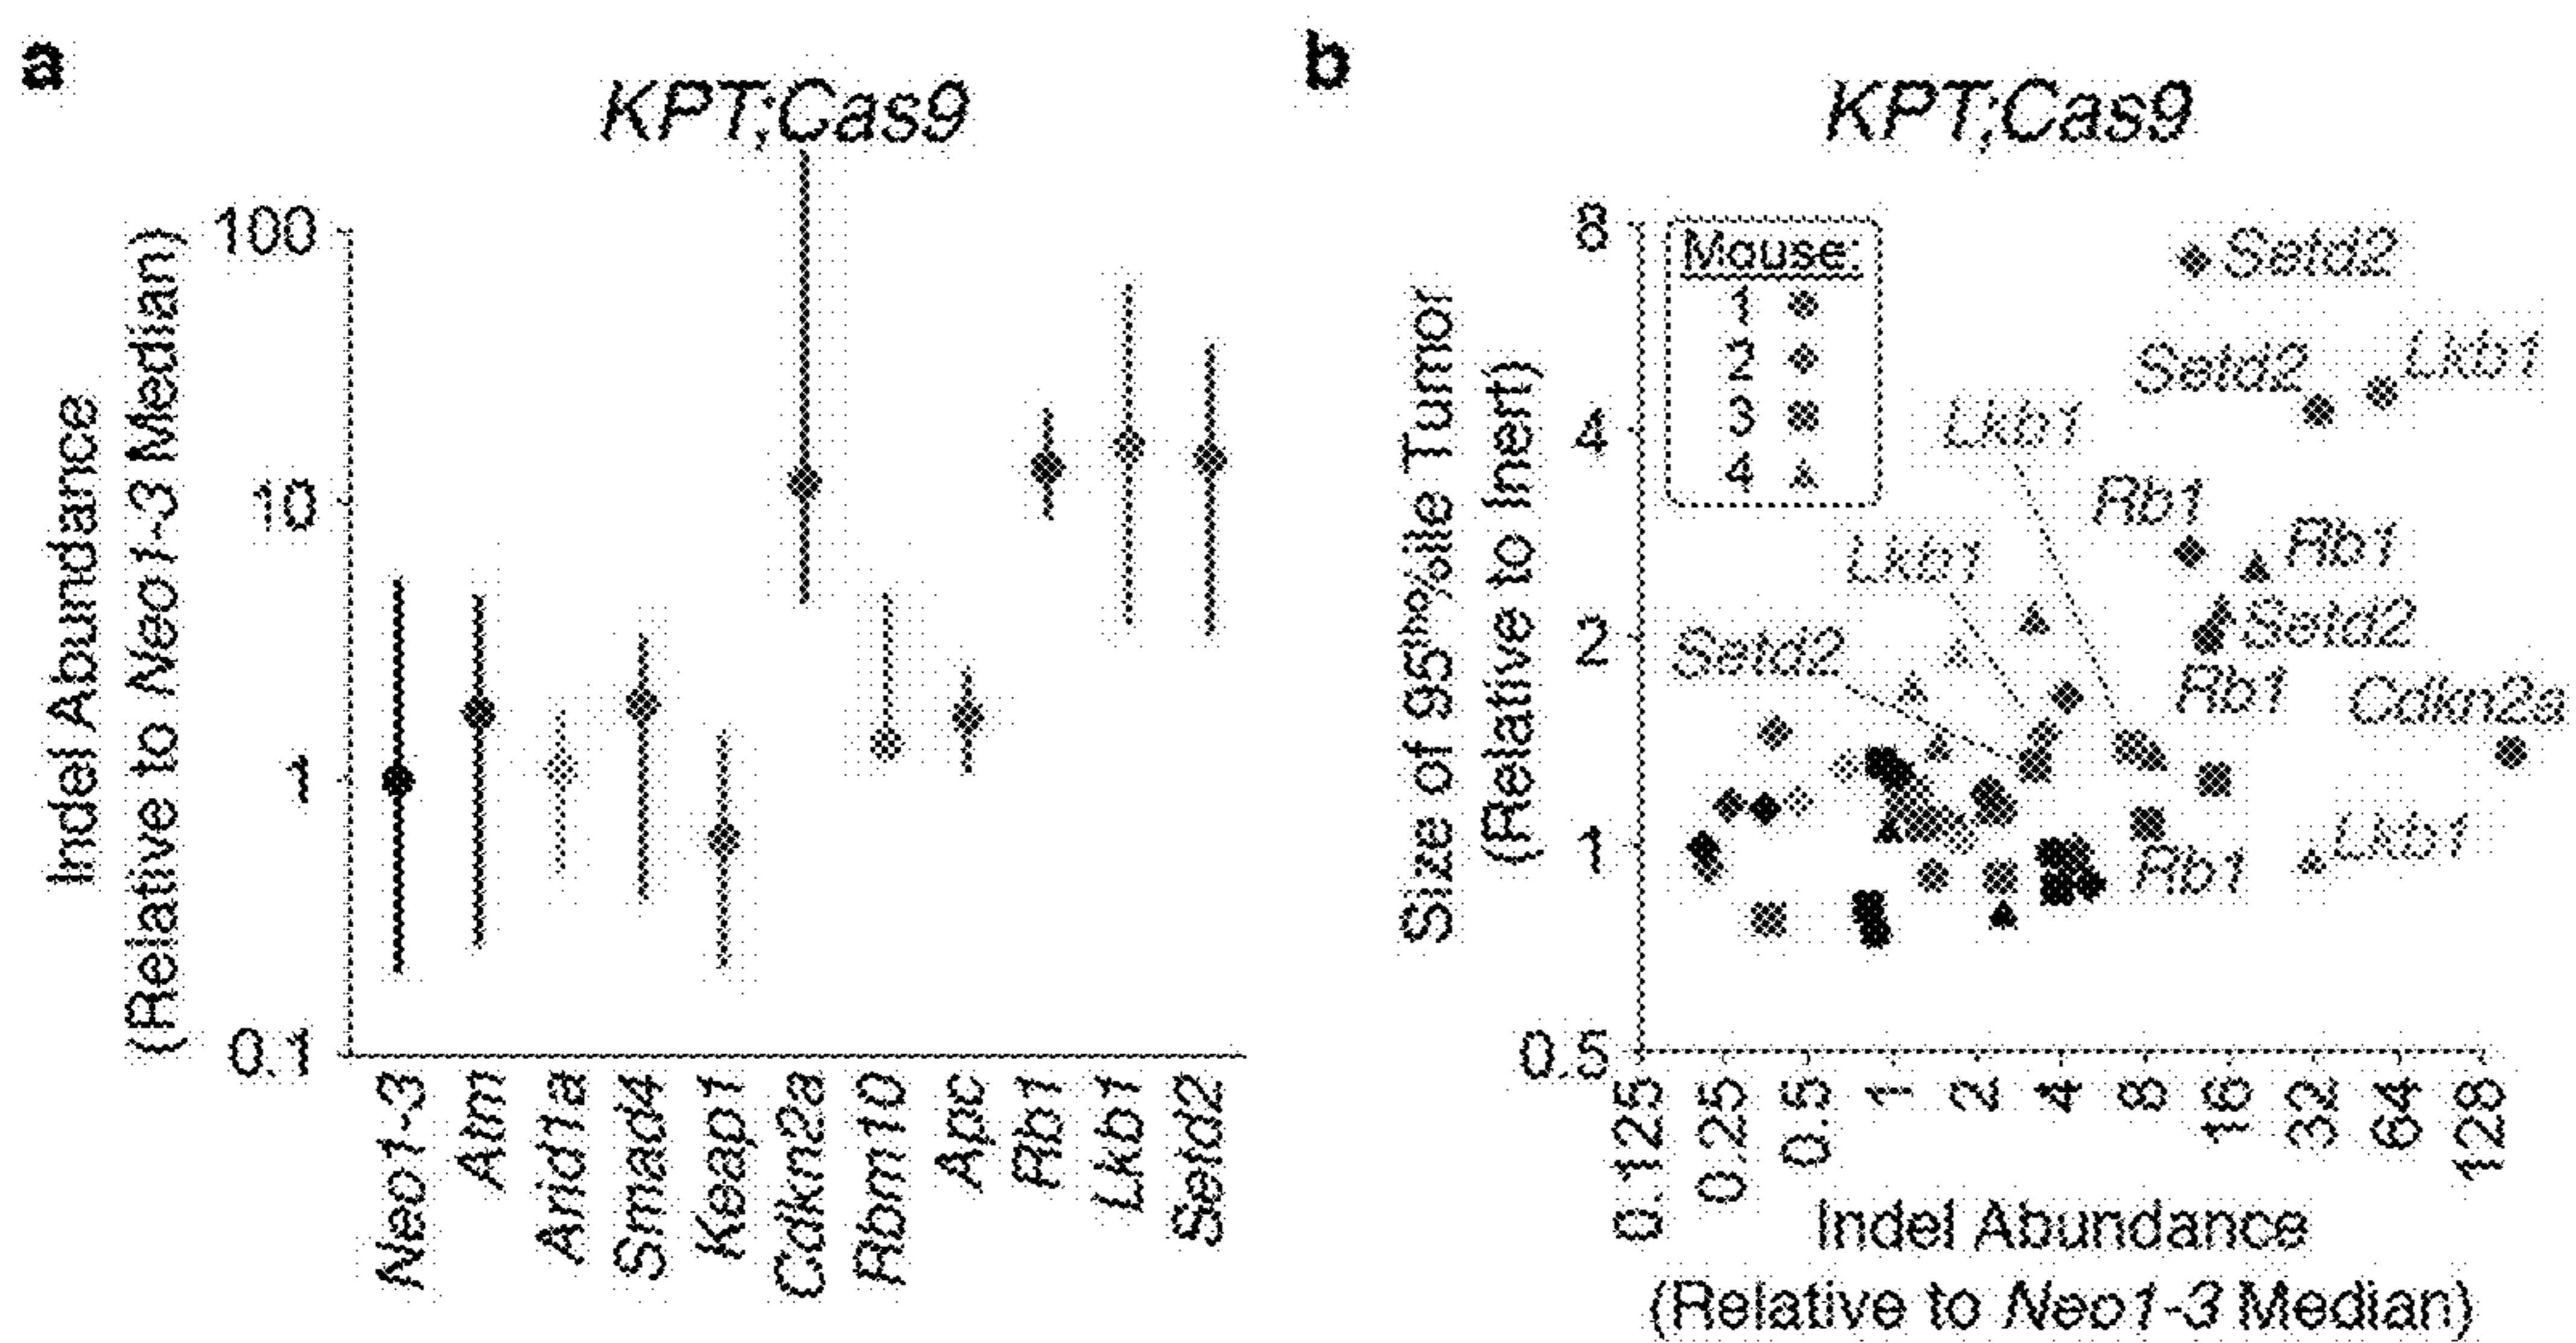 a
KPT;Cas9
Indel Abundance
(Relative to Neo1-3 Median)
100
10
1
0.1
Neo1-3
Atm
Arid1a
Smad4
Keap1
Cdkn2a
Rbm10
Apc
Rb1
Lkb1
Setd2
b
KPT;Cas9
Size of 95th%ile Tumor
(Relative to Inert)
8
4
2
1
0.5
Mouse:
1
2
3
4
Setd2
Lkb1
Setd2
Lkb1
Rb1
Rb1
Lkb1
Setd2
Setd2
Rb1
Cdkn2a
Lkb1
Rb1
0.125
0.25
0.5
1
2
4
8
16
32
64
128
Indel Abundance
(Relative to Neo1-3 Median)